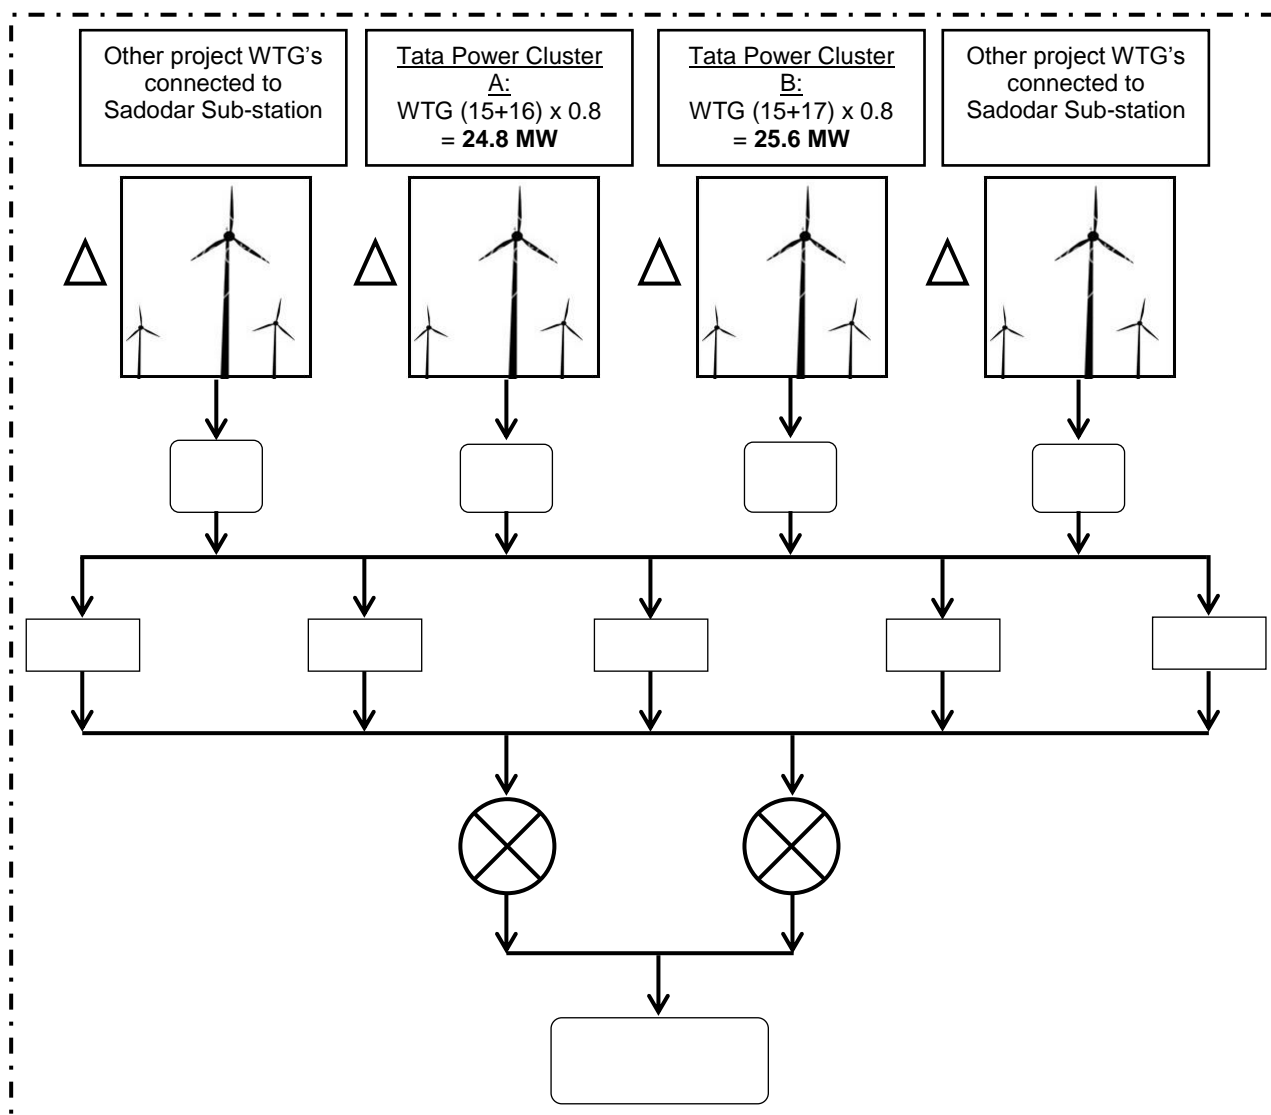 Other project WTG's
connected to
Sadodar Sub-station
Tata Power Cluster
A:
WTG (15+16) x 0.8
= 24.8 MW
Tata Power Cluster
B:
WTG (15+17) x 0.8
= 25.6 MW
Other project WTG's
connected to
Sadodar Sub-station